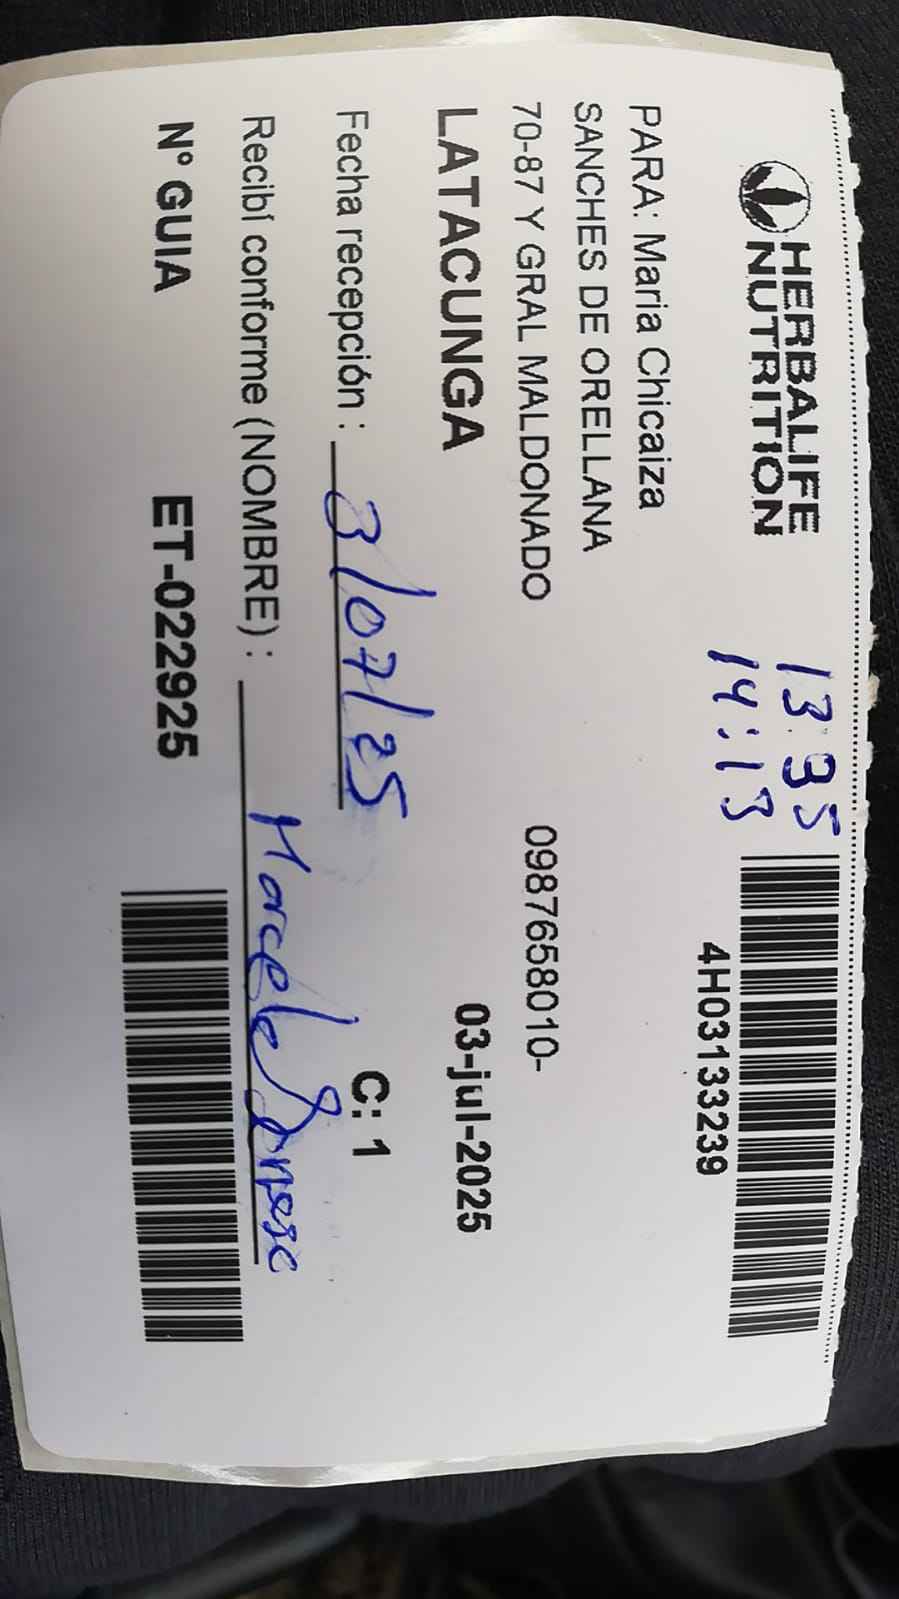 HERBALIFE
NUTRITION
13:35
14:13
4H03133239
PARA: Maria Chicaiza
SANCHES DE ORELLANA
70-87 Y GRAL MALDONADO
0987658010-
LATACUNGA
03-jul-2025
Fecha recepción : 3/07/25
C: 1
Recibí conforme (NOMBRE) : Marcelo
N° GUIA
ET-022925